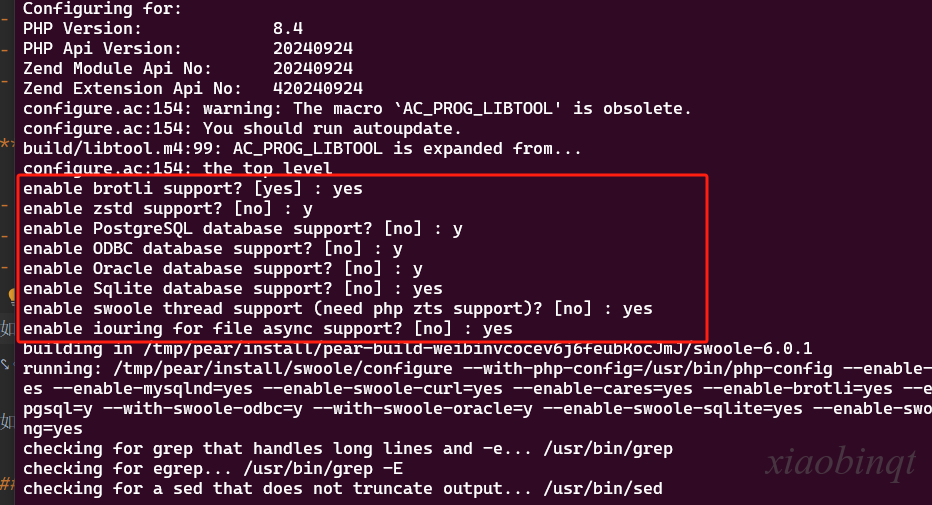 Configuring for:
PHP Version:            8.4
PHP Api Version:        20240924
Zend Module Api No:     20240924
Zend Extension Api No:  420240924
configure.ac:154: warning: The macro `AC_PROG_LIBTOOL' is obsolete.
configure.ac:154: You should run autoupdate.
build/libtool.m4:99: AC_PROG_LIBTOOL is expanded from...
configure.ac:154: the top level
enable brotli support? [yes] : yes
enable zstd support? [no] : y
enable PostgreSQL database support? [no] : y
enable ODBC database support? [no] : y
enable Oracle database support? [no] : y
enable Sqlite database support? [no] : yes
enable swoole thread support (need php zts support)? [no] : yes
enable iouring for file async support? [no] : yes
building in /tmp/pear/install/pear-build-weibinvcocev6j6feubKocJmJ/swoole-6.0.1
running: /tmp/pear/install/swoole/configure --with-php-config=/usr/bin/php-config --enable-
es --enable-mysqlnd=yes --enable-swoole-curl=yes --enable-cares=yes --enable-brotli=yes --e
pgsql=y --with-swoole-odbc=y --with-swoole-oracle=y --enable-swoole-sqlite=yes --enable-swo
ng=yes
checking for grep that handles long lines and -e... /usr/bin/grep
checking for egrep... /usr/bin/grep -E
checking for a sed that does not truncate output... /usr/bin/sed
xiaobinqt